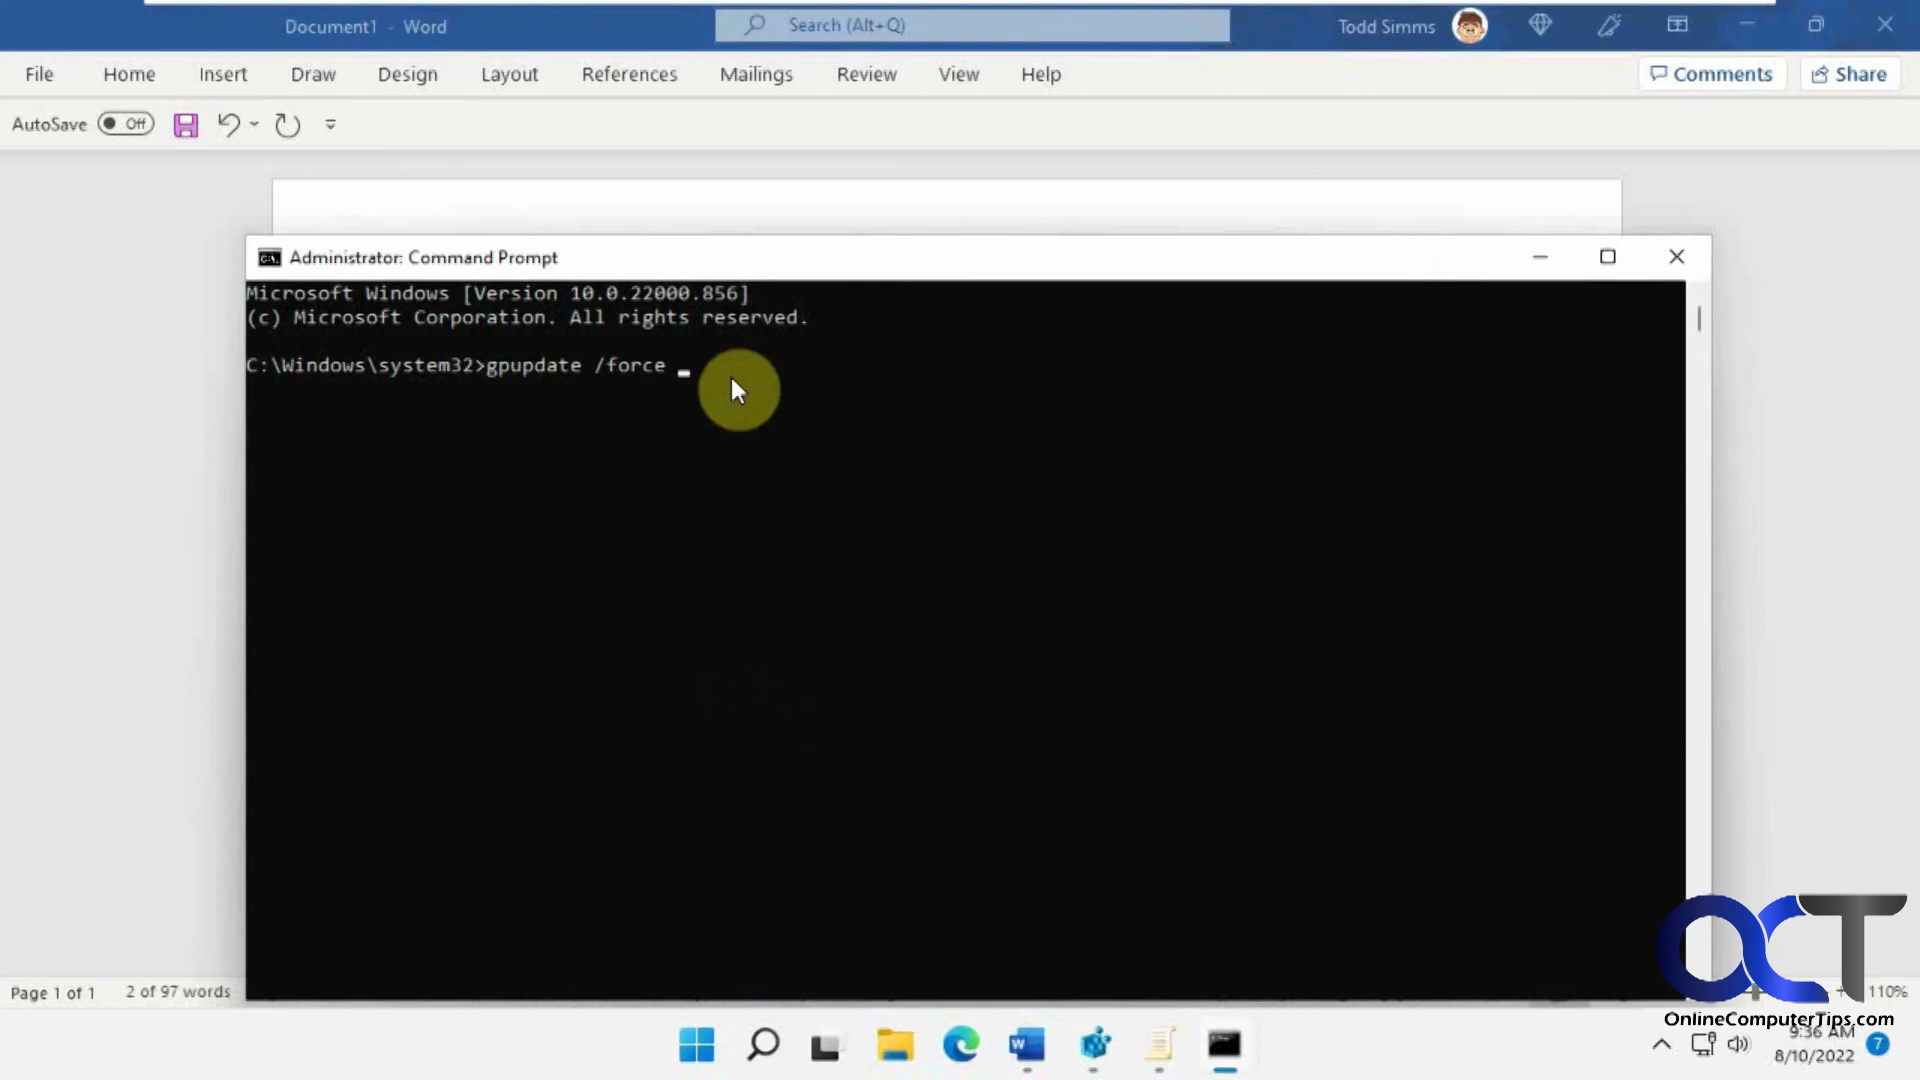 Document1 - Word
Search (Alt+Q)
Todd Simms
File Home Insert Draw Design Layout References Mailings Review View Help
Comments Share
AutoSave Off
Administrator: Command Prompt
Microsoft Windows [Version 10.0.22000.856]
(c) Microsoft Corporation. All rights reserved.
C:\Windows\system32>gpupdate /force
Page 1 of 1 2 of 97 words
110%
OCT
OnlineComputerTips.com
9:36 AM
8/10/2022
7